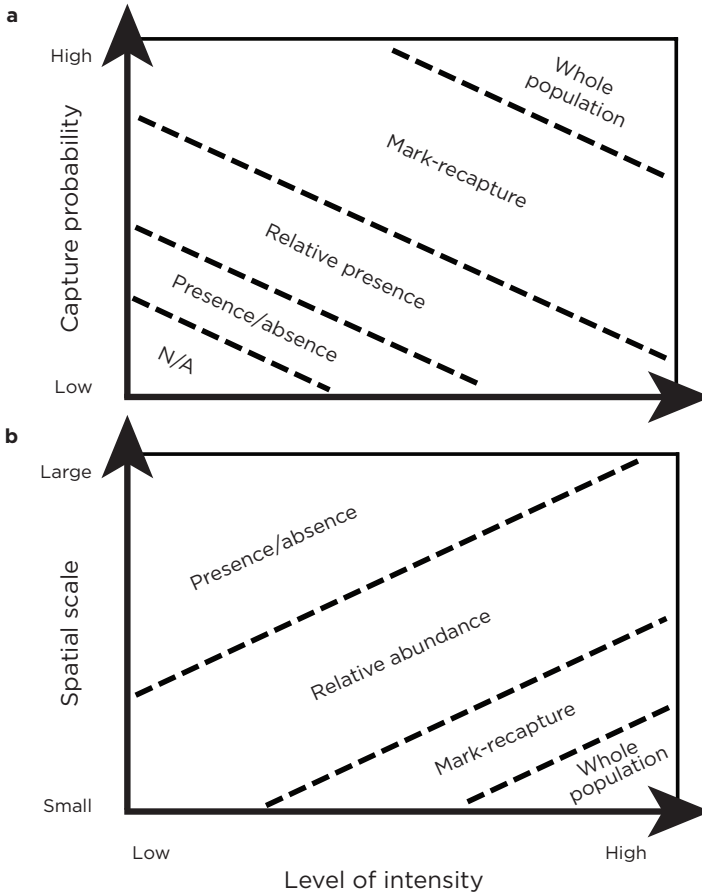 a
High
Capture probability
Low
Whole
population
Mark-recapture
Relative presence
Presence/absence
N/A
b
Large
Spatial scale
Small
Presence/absence
Relative abundance
Mark-recapture
Whole
population
Low
High
Level of intensity